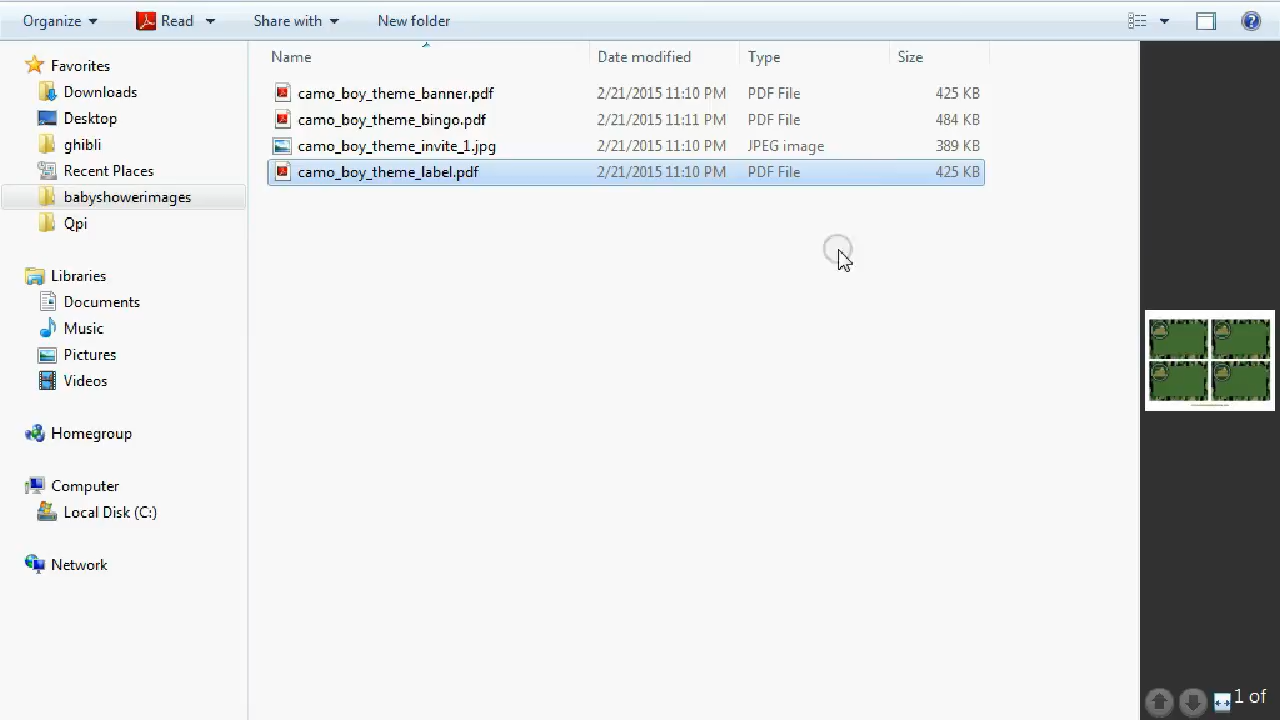 Organize Read Share with New folder
Name Date modified Type Size
Favorites
Downloads
Desktop
ghibli
Recent Places
babyshowerimages
Qpi
Libraries
Documents
Music
Pictures
Videos
Homegroup
Computer
Local Disk (C:)
Network
camo_boy_theme_banner.pdf 2/21/2015 11:10 PM PDF File 425 KB
camo_boy_theme_bingo.pdf 2/21/2015 11:11 PM PDF File 484 KB
camo_boy_theme_invite_1.jpg 2/21/2015 11:10 PM JPEG image 389 KB
camo_boy_theme_label.pdf 2/21/2015 11:10 PM PDF File 425 KB
1 of